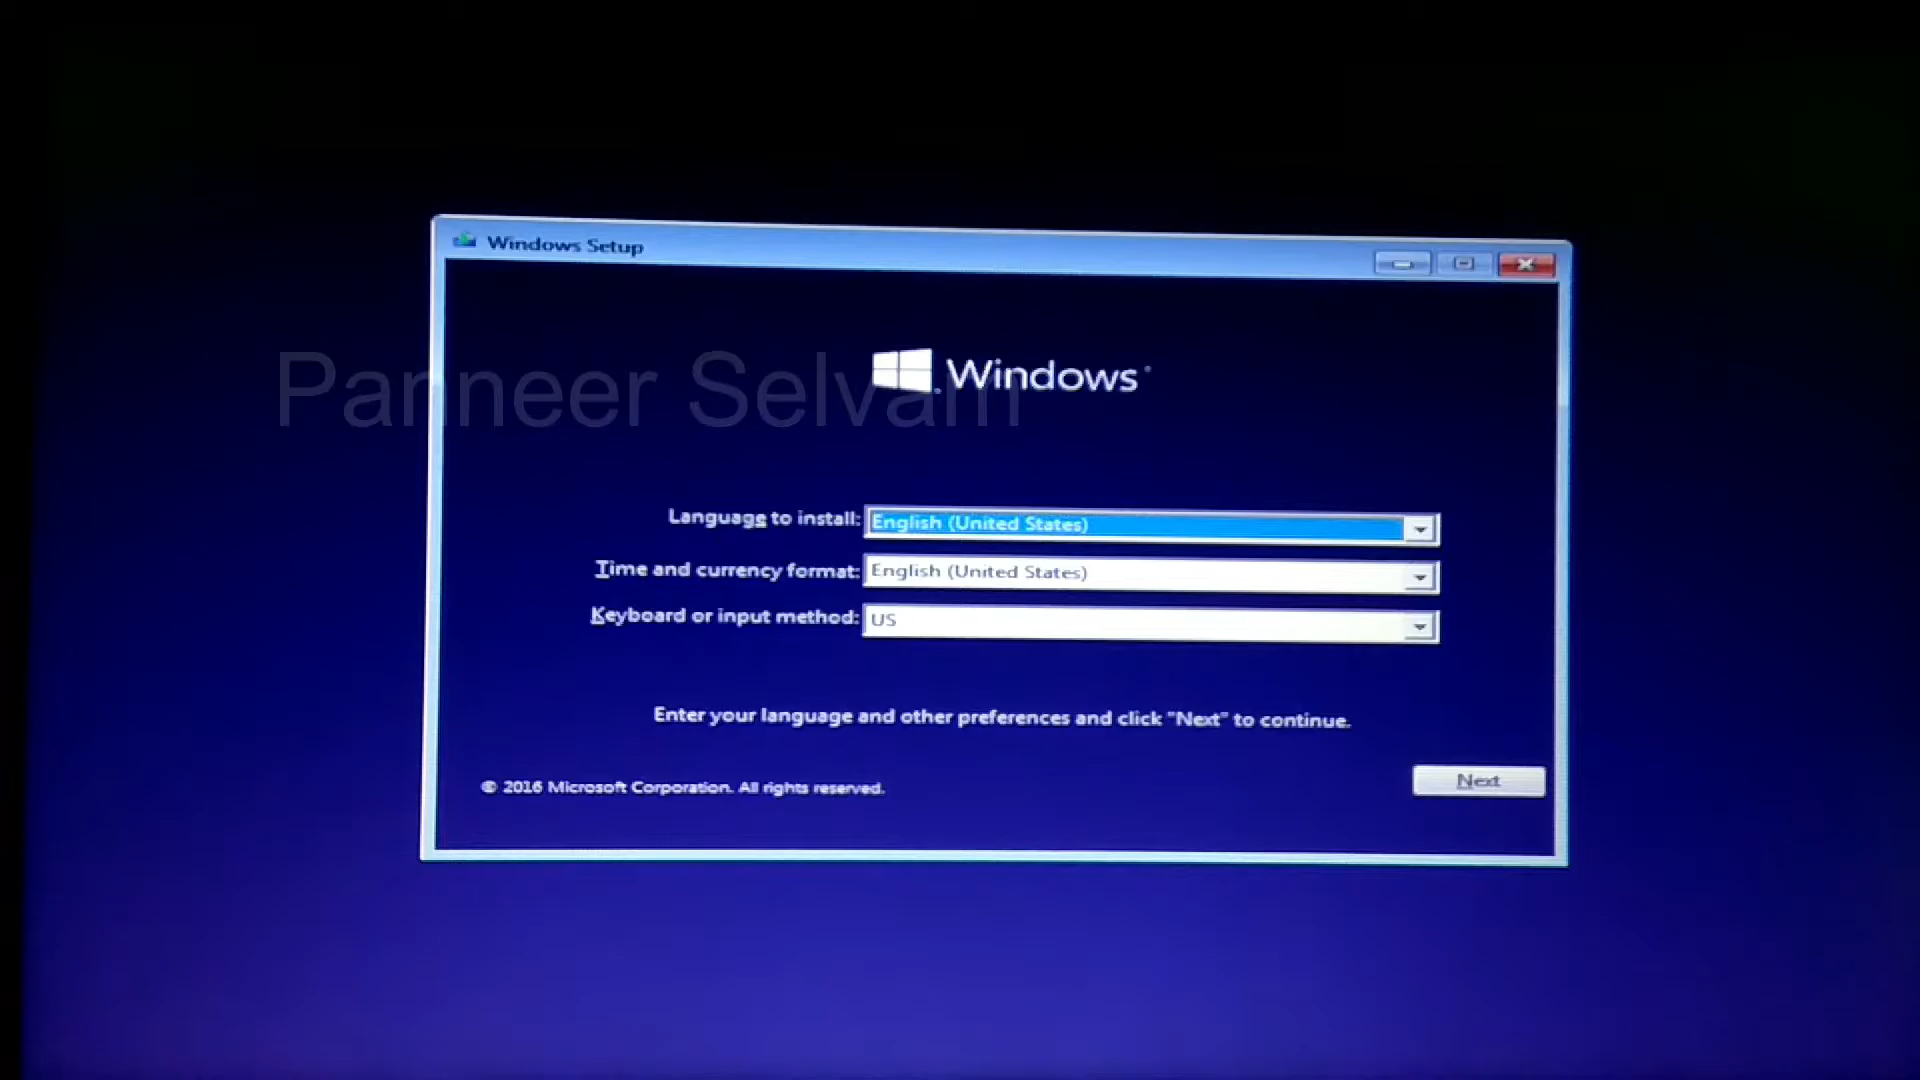 Windows Setup
Windows
Panneer Selvam
Language to install: English (United States)
Time and currency format: English (United States)
Keyboard or input method: US
Enter your language and other preferences and click "Next" to continue.
© 2016 Microsoft Corporation. All rights reserved.
Next